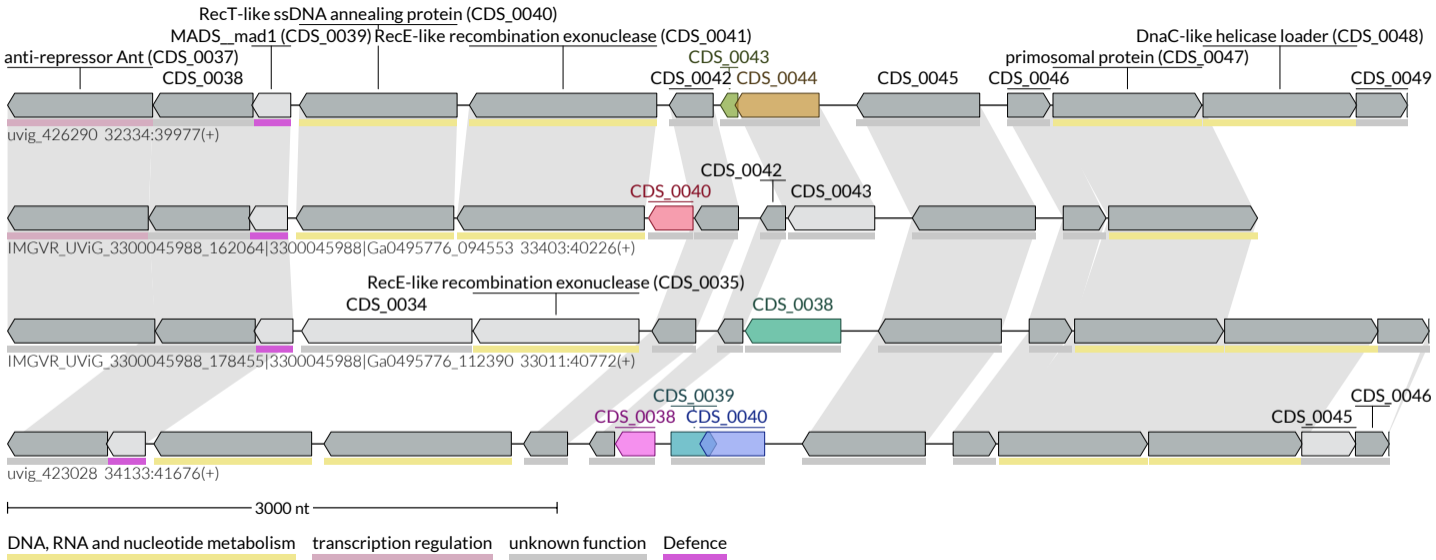 RecT-like ssDNA annealing protein (CDS_0040)
MADS__mad1 (CDS_0039) RecE-like recombination exonuclease (CDS_0041) DnaC-like helicase loader (CDS_0048)
anti-repressor Ant (CDS_0037) CDS_0043 primosomal protein (CDS_0047)
CDS_0038 CDS_0042 CDS_0044 CDS_0045 CDS_0046 CDS_0049
uvig_426290 32334:39977(+)
CDS_0042
CDS_0040 CDS_0043
IMGVR_UViG_3300045988_162064|3300045988|Ga0495776_094553 33403:40226(+)
RecE-like recombination exonuclease (CDS_0035)
CDS_0034 CDS_0038
IMGVR_UViG_3300045988_178455|3300045988|Ga0495776_112390 33011:40772(+)
CDS_0039 CDS_0046
CDS_0038 CDS_0040 CDS_0045
uvig_423028 34133:41676(+)
3000 nt
DNA, RNA and nucleotide metabolism transcription regulation unknown function Defence